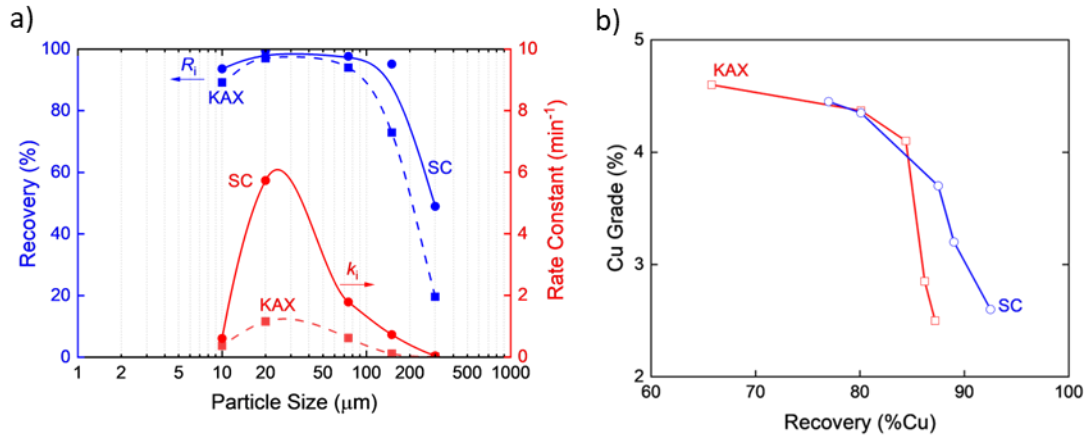 a)
Recovery (%)
100
80
60
40
20
0
R_i
KAX
SC
SC
KAX
k_i
10
8
6
4
2
0
Rate Constant (min⁻¹)
1 2 5 10 20 50 100 200 500 1000
Particle Size (μm)
b)
Cu Grade (%)
5
4
3
2
KAX
SC
60 70 80 90 100
Recovery (%Cu)